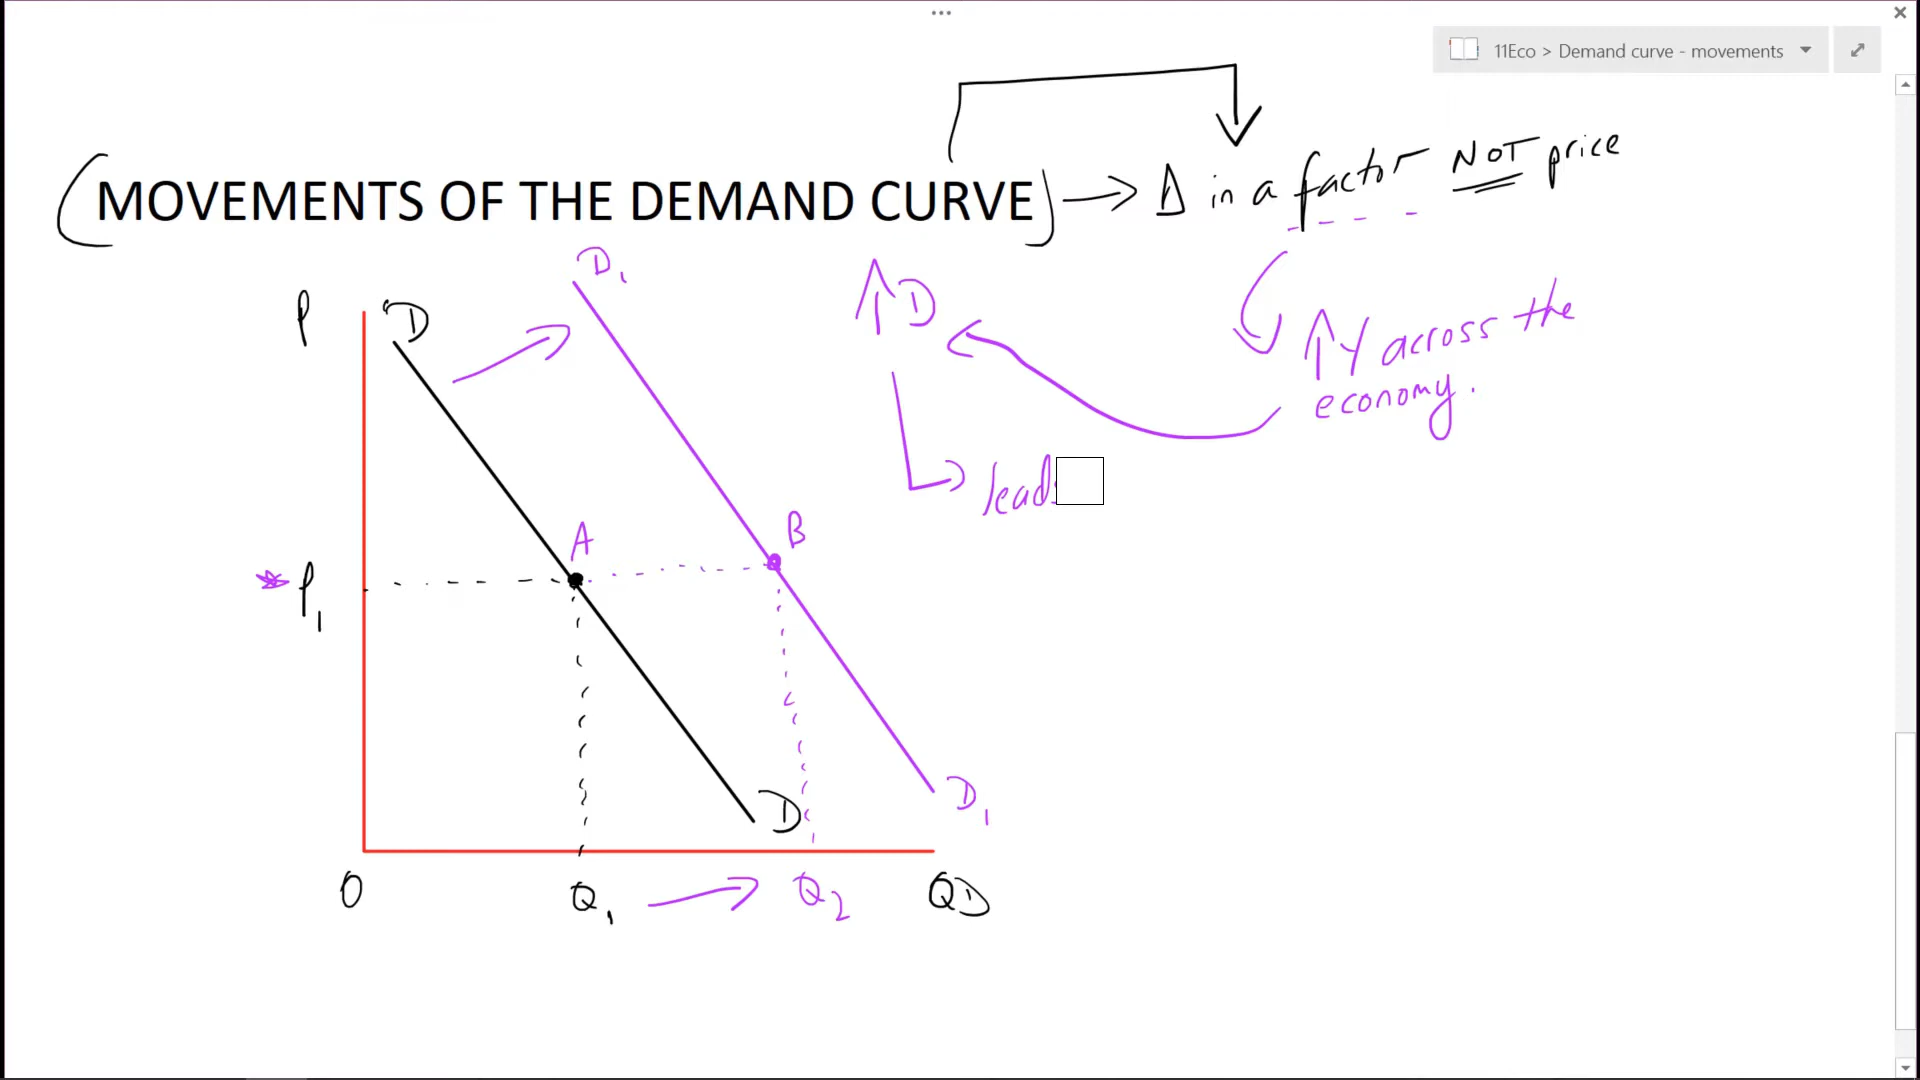 11Eco > Demand curve - movements
MOVEMENTS OF THE DEMAND CURVE → Δ in a factor NOT price
D1
P
D
↑D
↑Y across the
economy.
lead
A
B
* P1
D
D1
O
Q1 → Q2
QD